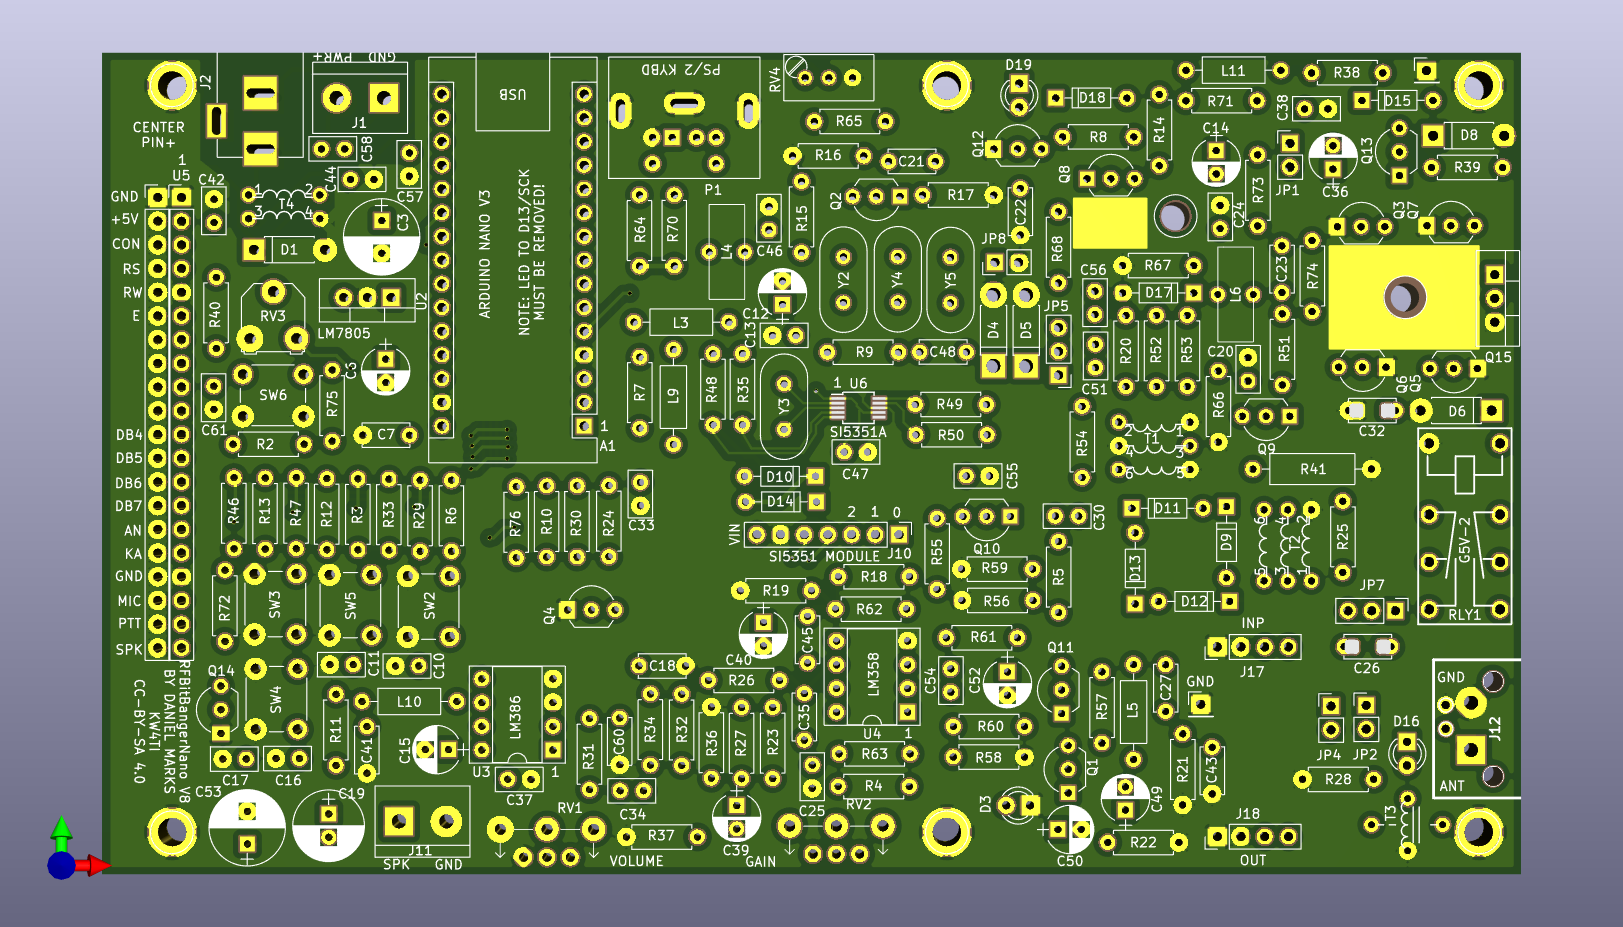 GND PWR+
J2
J1
CENTER
PIN+
C58
C44
C57
1
U5
C42
GND
+5V
CON
RS
RW
E
DB4
DB5
DB6
DB7
AN
KA
GND
MIC
PTT
SPK
1
2
T4
3
4
D1
C3
R40
RV3
LM7805
U2
C3
SW6
R75
C61
R2
C7
R46
R13
R47
R12
R3
R33
R29
R6
R72
SW3
SW5
SW2
Q14
SW4
C11
C10
RFBitBangerNano V8
BY DANIEL MARKS
KW4TI
CC-BY-SA 4.0
R11
L10
C41
C15
C17
C16
C53
C19
J11
SPK
GND
USB
ARDUINO NANO V3
NOTE: LED TO D13/SCK
MUST BE REMOVED!
1
A1
PS/2 KYBD
P1
RV4
R65
R16
C21
R64
R70
L4
C46
R15
Q2
R17
C22
C12
C13
L3
Y2
Y4
Y5
R9
C48
R7
L9
R48
R35
Y3
1
U6
SI5351A
R49
R50
C47
D10
D14
C55
R76
R10
R30
R24
C33
VIN
2 1 0
SI5351 MODULE
J10
R55
Q10
R59
R56
Q4
R19
R18
R62
C40
C45
R61
LM358
U4
1
C18
R26
C54
C52
LM386
U3
1
R31
C60
R34
R32
R36
R27
R23
C35
R60
R58
R63
R4
C37
C34
C25
RV1
RV2
R37
C39
VOLUME
GAIN
D19
D18
Q12
R8
R14
Q8
L11
R71
R38
C38
D15
C14
JP1
C36
Q13
D8
R39
R73
C24
Q3
Q7
JP8
R68
R67
D17
L6
C23
R74
C56
D4
D5
JP5
R20
R52
R53
C51
C20
R51
R66
Q15
Q6
Q5
D6
C32
R54
2
1
T1
3
4
6
5
Q9
R41
G5V-2
RLY1
C30
D11
D9
D13
D12
R5
T2
R25
JP7
INP
J17
C26
Q11
R57
L5
C27
GND
GND
J12
ANT
JP4
JP2
D16
Q1
R21
C43
C49
D3
C50
R22
J18
OUT
R28
T3